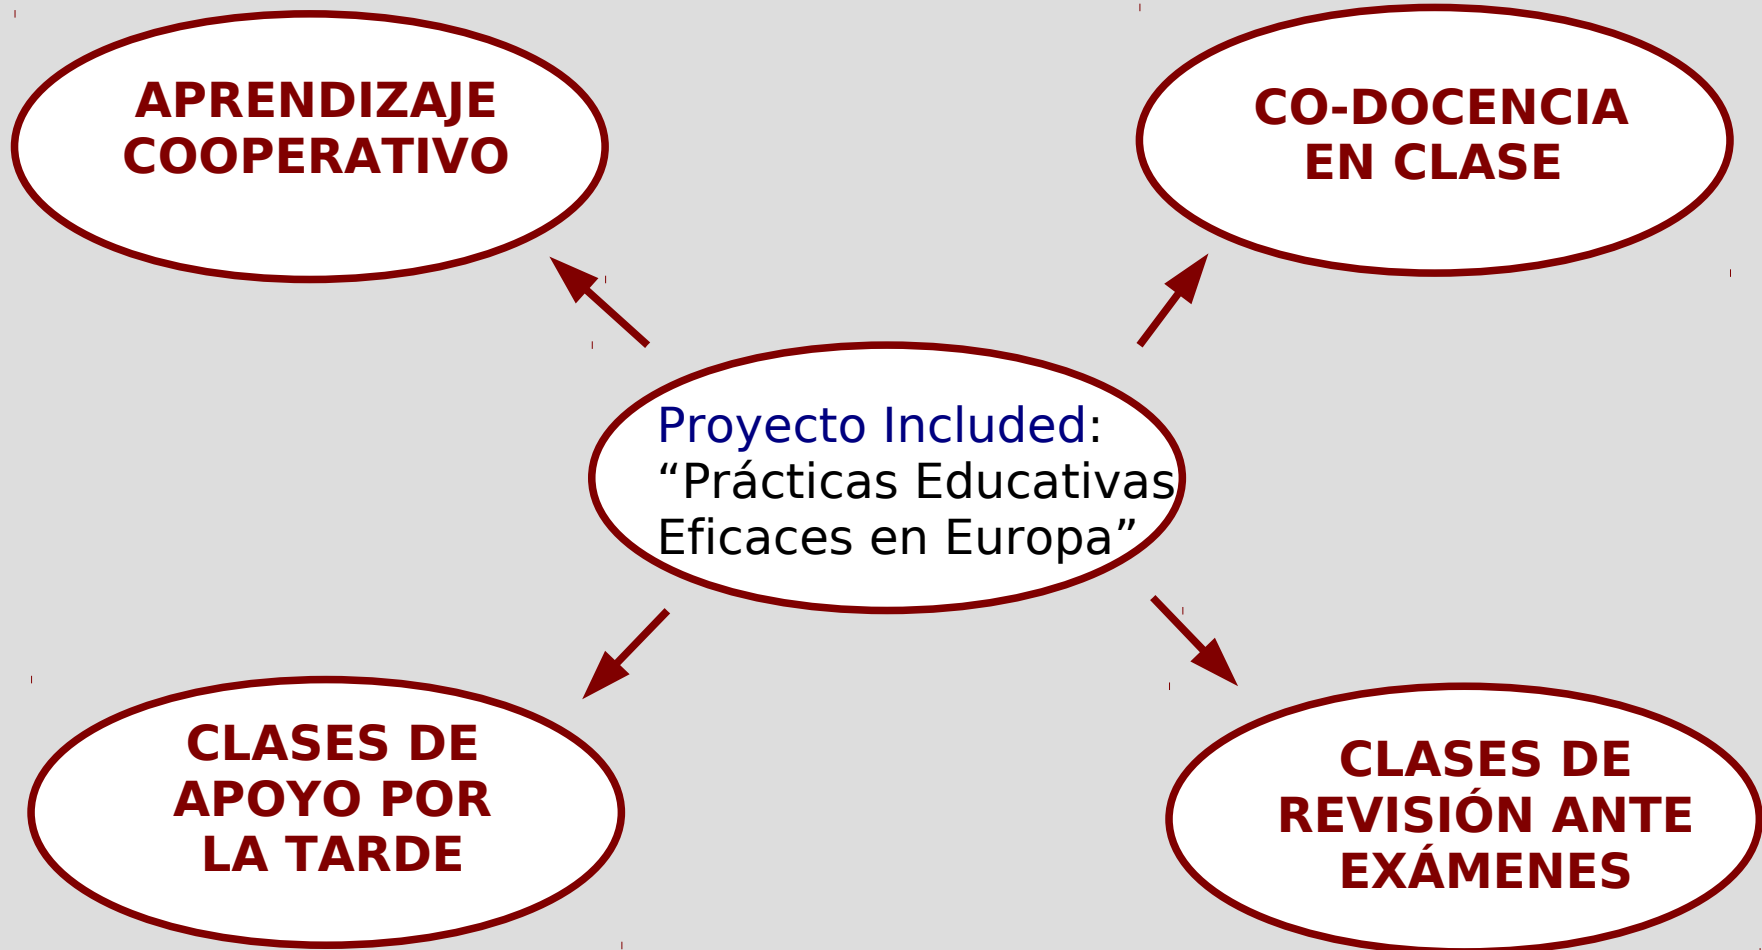 APRENDIZAJE
COOPERATIVO
CO-DOCENCIA
EN CLASE
Proyecto Included:
“Prácticas Educativas
Eficaces en Europa”
CLASES DE
APOYO POR
LA TARDE
CLASES DE
REVISIÓN ANTE
EXÁMENES